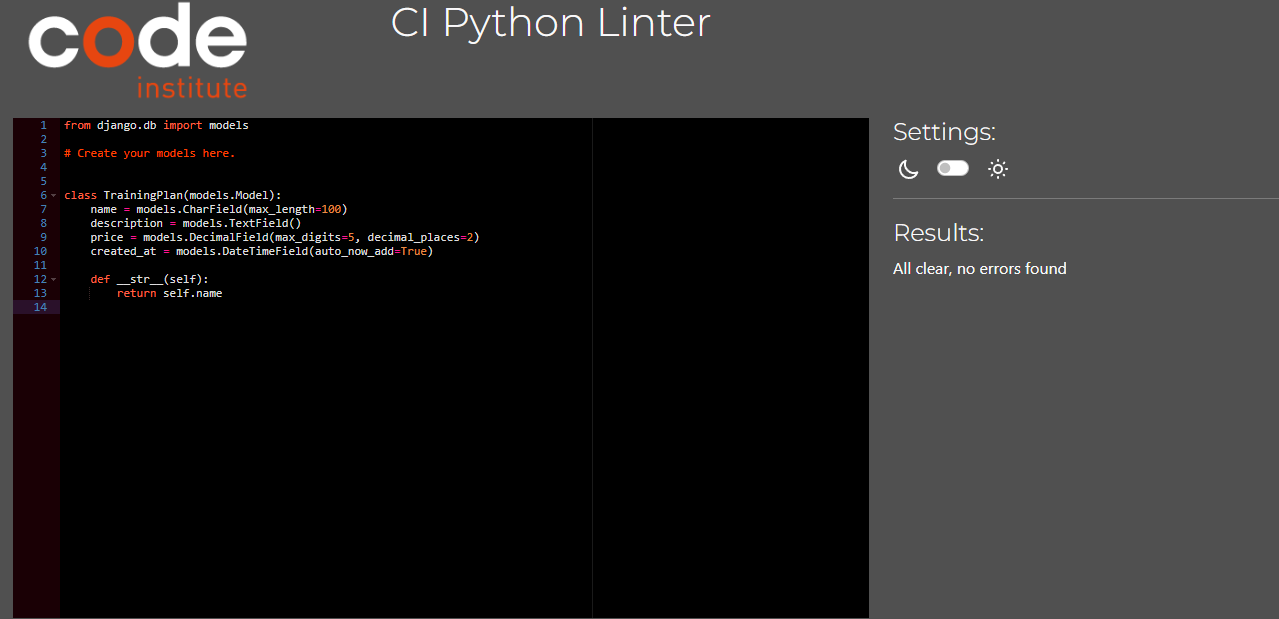 code
institute
CI Python Linter
1 from django.db import models
2
3 # Create your models here.
4
5
6 class TrainingPlan(models.Model):
7     name = models.CharField(max_length=100)
8     description = models.TextField()
9     price = models.DecimalField(max_digits=5, decimal_places=2)
10     created_at = models.DateTimeField(auto_now_add=True)
11
12     def __str__(self):
13         return self.name
14
Settings:
Results:
All clear, no errors found